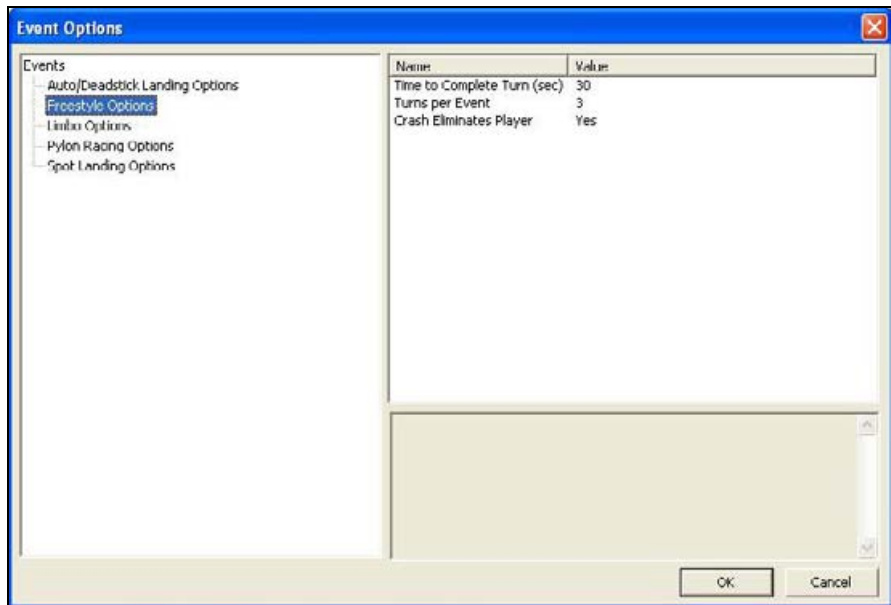 Event Options
Events
Auto/Deadstick Landing Options
Freestyle Options
Limbo Options
Pylon Racing Options
Spot Landing Options
Name Value
Time to Complete Turn (sec) 30
Turns per Event 3
Crash Eliminates Player Yes
OK Cancel